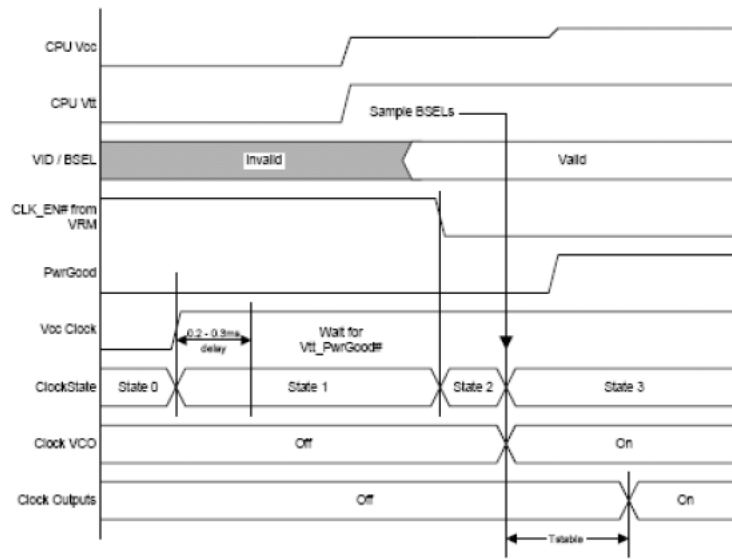 CPU Vcc
CPU Vtt
Sample BSELs
VID / BSEL
Invalid
Valid
CLK_EN# from
VRM
PwrGood
Vcc Clock
0.2 - 0.3ms
delay
Wait for
Vtt_PwrGood#
ClockState
State 0
State 1
State 2
State 3
Clock VCO
Off
On
Clock Outputs
Off
On
Tstable